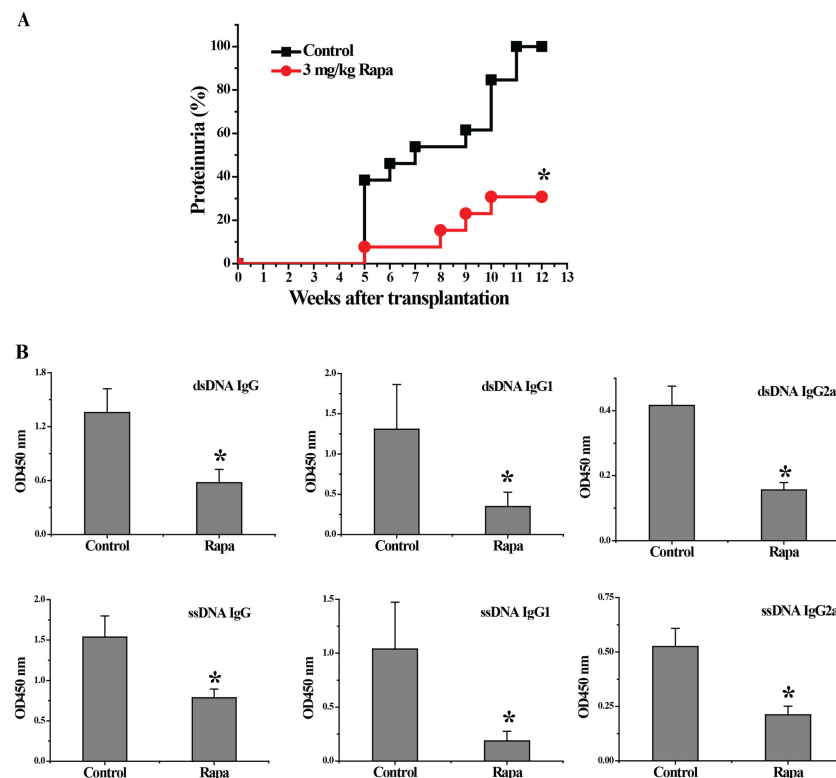 A
Control
3 mg/kg Rapa
Proteinuria (%)
100
80
60
40
20
0
0 1 2 3 4 5 6 7 8 9 10 11 12 13
*
Weeks after transplantation
B
dsDNA IgG
OD450 nm
1.8
1.2
0.6
0.0
*
Control Rapa
dsDNA IgG1
OD450 nm
2.0
1.5
1.0
0.5
0.0
*
Control Rapa
dsDNA IgG2a
OD450 nm
0.4
0.2
0.0
*
Control Rapa
ssDNA IgG
OD450 nm
2.0
1.5
1.0
0.5
0.0
*
Control Rapa
ssDNA IgG1
OD450 nm
1.5
1.0
0.5
0.0
*
Control Rapa
ssDNA IgG2a
OD450 nm
0.75
0.50
0.25
0.00
*
Control Rapa